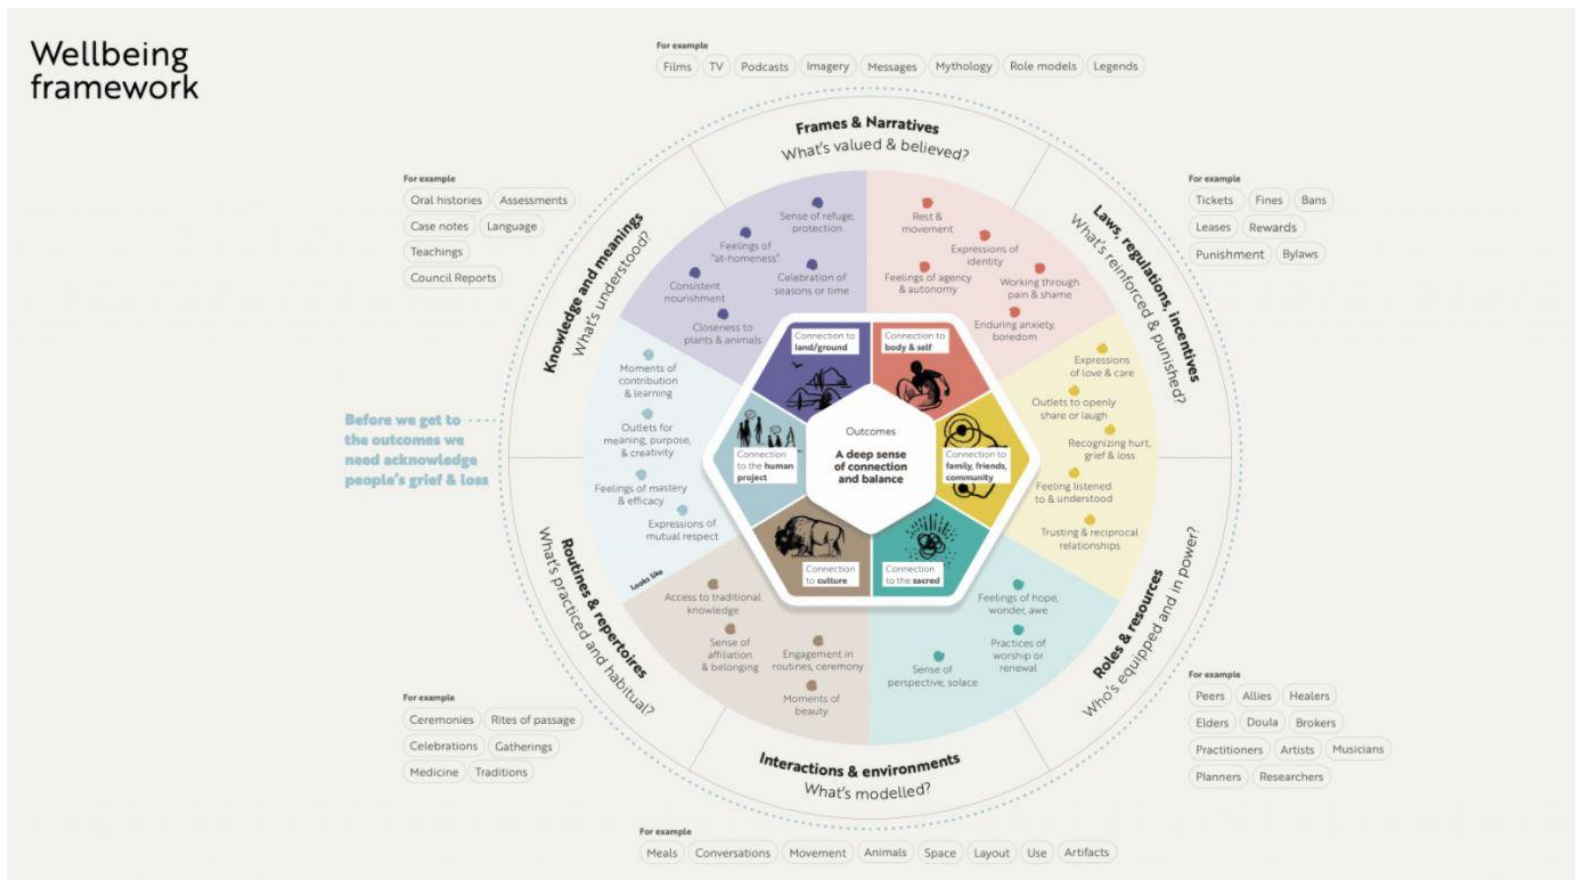 Wellbeing
framework
For example
Films TV Podcasts Imagery Messages Mythology Role models Legends
Frames & Narratives
What's valued & believed?
For example
Oral histories Assessments
Case notes Language
Teachings
Council Reports
Knowledge and meanings
What's understood?
For example
Tickets Fines Bans
Leases Rewards
Punishment Bylaws
Laws, regulations, incentives
What's reinforced & punished?
Sense of refuge,
protection
Feelings of
"at-homeness"
Celebration of
seasons or time
Consistent
nourishment
Closeness to
plants & animals
Rest &
movement
Expressions of
identity
Feelings of agency
& autonomy
Working through
pain & shame
Enduring anxiety,
boredom
Expressions
of love & care
Outlets to openly
share or laugh
Recognizing hurt,
grief & loss
Feeling listened
to & understood
Trusting & reciprocal
relationships
Moments of
contribution
& learning
Outlets for
meaning, purpose,
& creativity
Feelings of mastery
& efficacy
Expressions of
mutual respect
Looks like
Connection to
land/ground
Connection to
body & self
Connection
to the human
project
Outcomes
A deep sense
of connection
and balance
Connection to
family, friends,
community
Connection
to culture
Connection
to the sacred
Before we get to
the outcomes we
need acknowledge
people's grief & loss
Access to traditional
knowledge
Sense of
affiliation
& belonging
Engagement in
routines, ceremony
Moments of
beauty
Feelings of hope,
wonder, awe
Practices of
worship or
renewal
Sense of
perspective, solace
Routines & repertoires
What's practiced and habitual?
For example
Ceremonies Rites of passage
Celebrations Gatherings
Medicine Traditions
Roles & resources
Who's equipped and in power?
For example
Peers Allies Healers
Elders Doula Brokers
Practitioners Artists Musicians
Planners Researchers
Interactions & environments
What's modelled?
For example
Meals Conversations Movement Animals Space Layout Use Artifacts